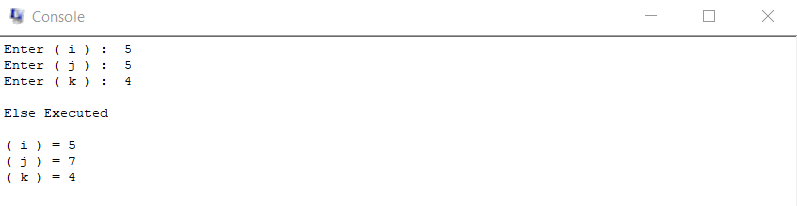 Console
Enter ( i ) :  5
Enter ( j ) :  5
Enter ( k ) :  4
Else Executed
( i ) = 5
( j ) = 7
( k ) = 4